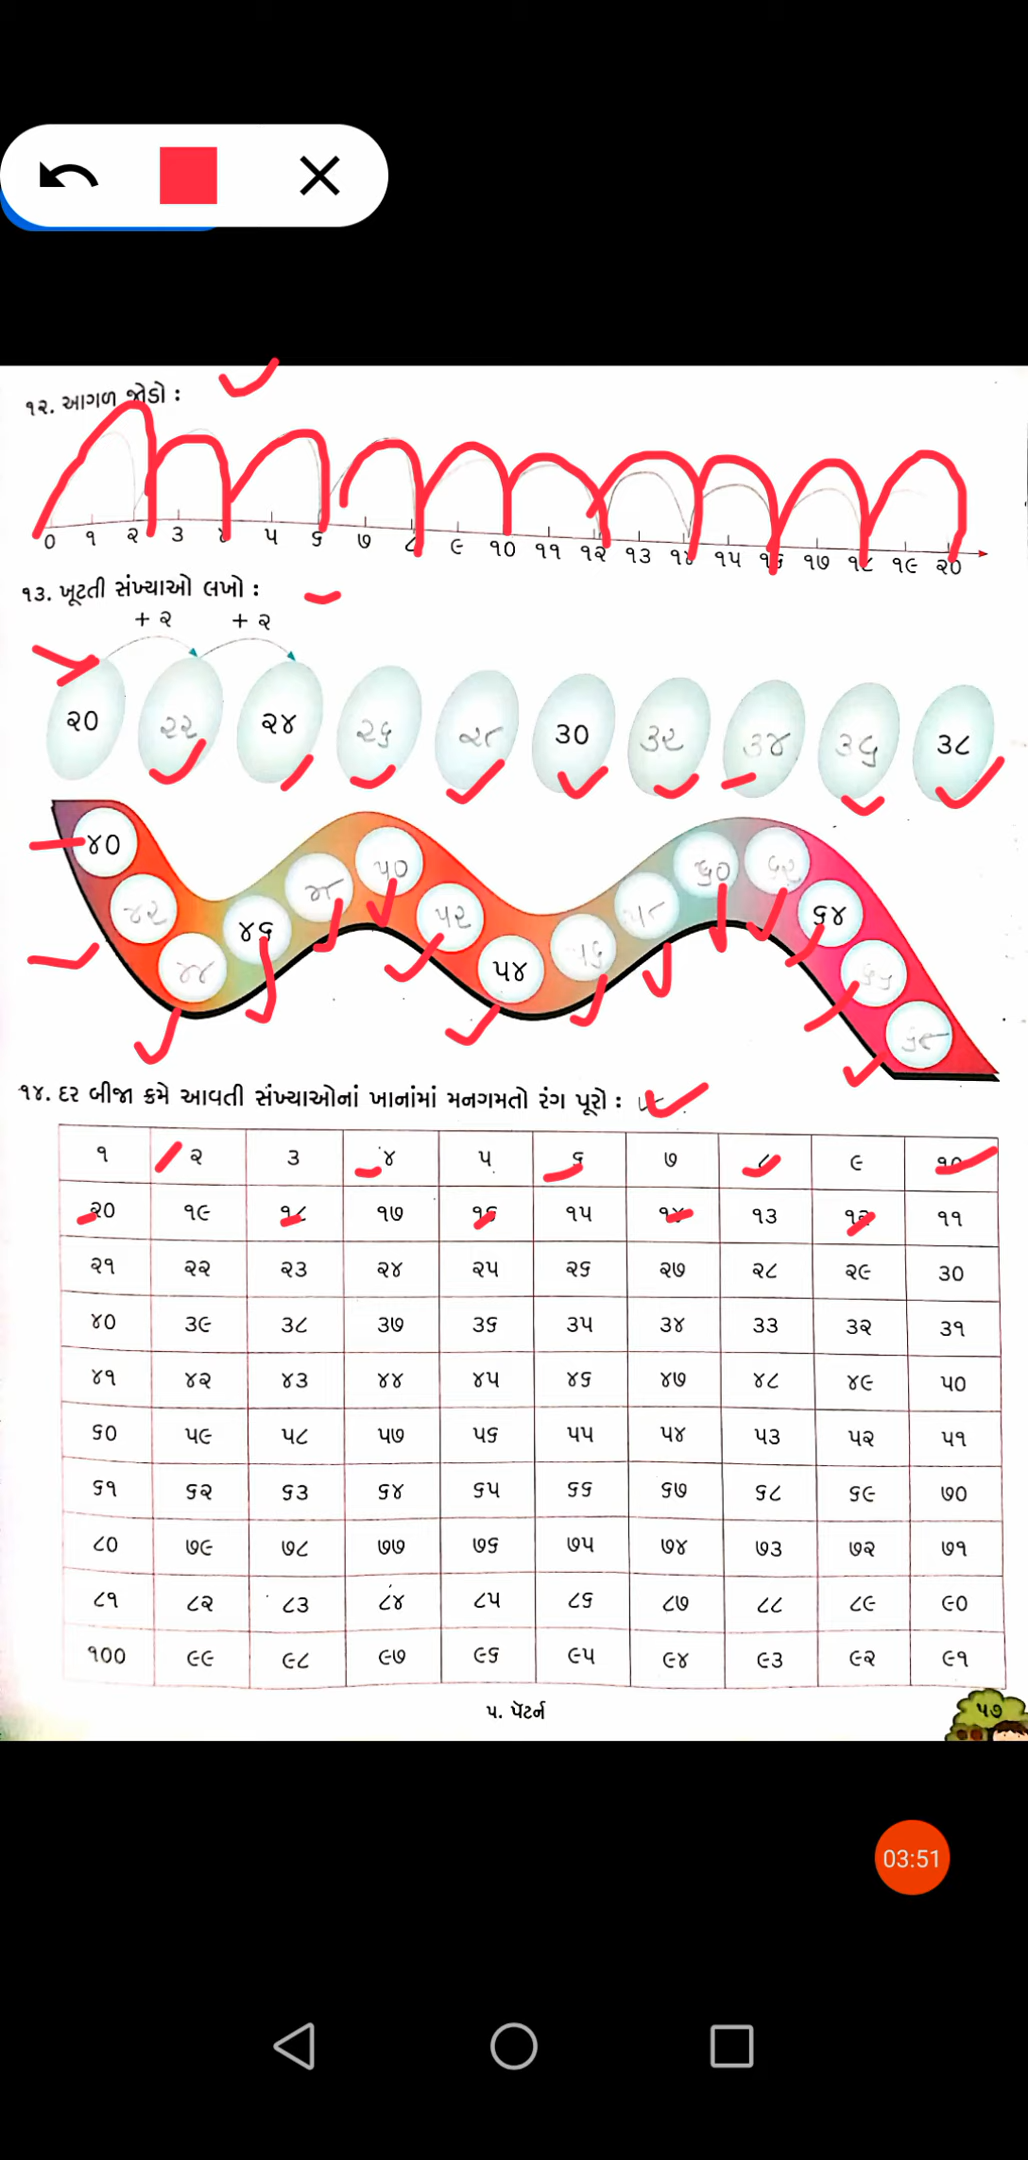 ૧૨. આગળ જોડો :
૦ ૧ ૨ ૩ ૪ ૫ ૬ ૭ ૮ ૯ ૧૦ ૧૧ ૧૨ ૧૩ ૧૪ ૧૫ ૧૬ ૧૭ ૧૮ ૧૯ ૨૦
૧૩. ખૂટતી સંખ્યાઓ લખો :
+ ૨ + ૨
૨૦ ૨૨ ૨૪ ૨૬ ૨૮ ૩૦ ૩૨ ૩૪ ૩૬ ૩૮
૪૦ ૪૨ ૪૪ ૪૬ ૪૮ ૫૦ ૫૨ ૫૪ ૫૬ ૫૮ ૬૦ ૬૨ ૬૪ ૬૮
૧૪. દર બીજા ક્રમે આવતી સંખ્યાઓનાં ખાનાંમાં મનગમતો રંગ પૂરો :
૧ ૨ ૩ ૪ ૫ ૬ ૭ ૮ ૯ ૧૦
૨૦ ૧૯ ૧૮ ૧૭ ૧૬ ૧૫ ૧૪ ૧૩ ૧૨ ૧૧
૨૧ ૨૨ ૨૩ ૨૪ ૨૫ ૨૬ ૨૭ ૨૮ ૨૯ ૩૦
૪૦ ૩૯ ૩૮ ૩૭ ૩૬ ૩૫ ૩૪ ૩૩ ૩૨ ૩૧
૪૧ ૪૨ ૪૩ ૪૪ ૪૫ ૪૬ ૪૭ ૪૮ ૪૯ ૫૦
૬૦ ૫૯ ૫૮ ૫૭ ૫૬ ૫૫ ૫૪ ૫૩ ૫૨ ૫૧
૬૧ ૬૨ ૬૩ ૬૪ ૬૫ ૬૬ ૬૭ ૬૮ ૬૯ ૭૦
૮૦ ૭૯ ૭૮ ૭૭ ૭૬ ૭૫ ૭૪ ૭૩ ૭૨ ૭૧
૮૧ ૮૨ ૮૩ ૮૪ ૮૫ ૮૬ ૮૭ ૮૮ ૮૯ ૯૦
૧૦૦ ૯૯ ૯૮ ૯૭ ૯૬ ૯૫ ૯૪ ૯૩ ૯૨ ૯૧
૫. પૅટર્ન
૫૭
03:51